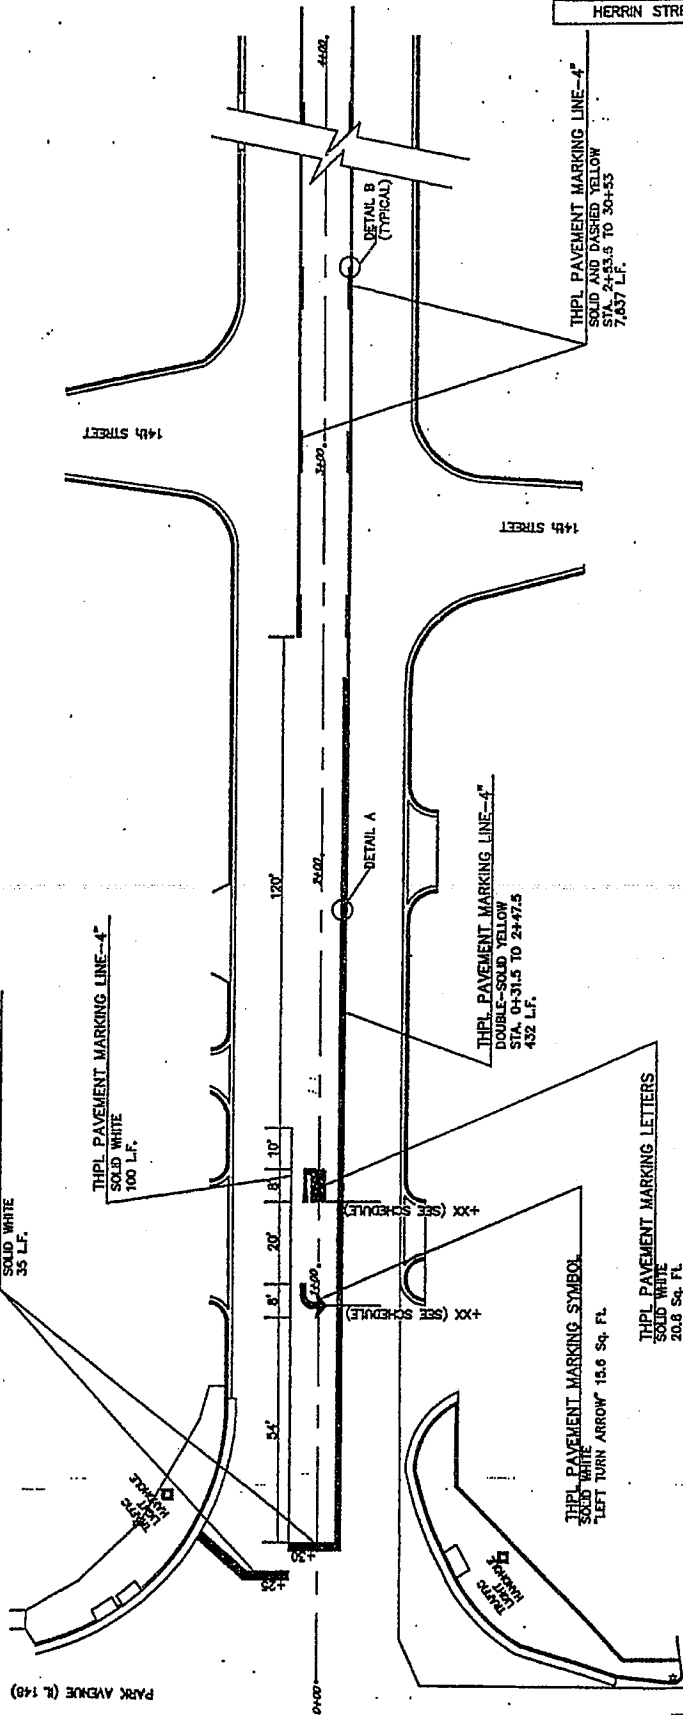 HERRIN STRE
THPL PAVEMENT MARKING LINE-4"
SOLID AND DASHED YELLOW
STA. 2+53.5 TO 30+53
7,837 L.F.
DETAIL B
(TYPICAL)
4+00
14th STREET
3+00
14th STREET
120'
2+00
DETAIL A
THPL PAVEMENT MARKING LINE-4"
DOUBLE-SOLID YELLOW
STA. 0+31.5 TO 2+47.5
432 L.F.
THPL PAVEMENT MARKING LINE-4"
SOLID WHITE
100 L.F.
SOLID WHITE
35 L.F.
10'
8'
20'
8'
54'
+XX (SEE SCHEDULE)
1+00
+XX (SEE SCHEDULE)
THPL PAVEMENT MARKING LETTERS
SOLID WHITE
20.8 Sq. Ft.
THPL PAVEMENT MARKING SYMBOL
SOLID WHITE
"LEFT TURN ARROW" 15.6 Sq. Ft.
TRAFFIC
LIGHT
HANDHOLE
TRAFFIC
LIGHT
HANDHOLE
+30
+25
0+00
PARK AVENUE (IL 148)